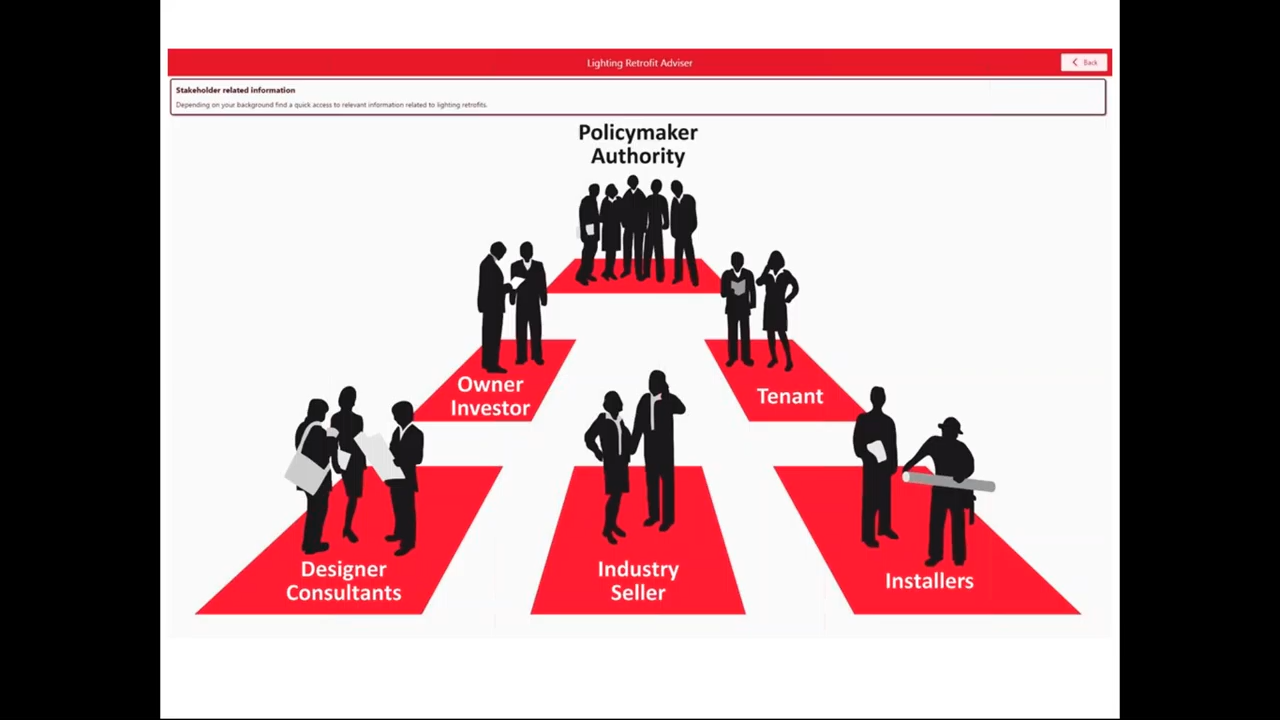 Lighting Retrofit Adviser
Back
Stakeholder related information
Depending on your background find a quick access to relevant information related to lighting retrofits.
Policymaker
Authority
Owner
Investor
Tenant
Designer
Consultants
Industry
Seller
Installers